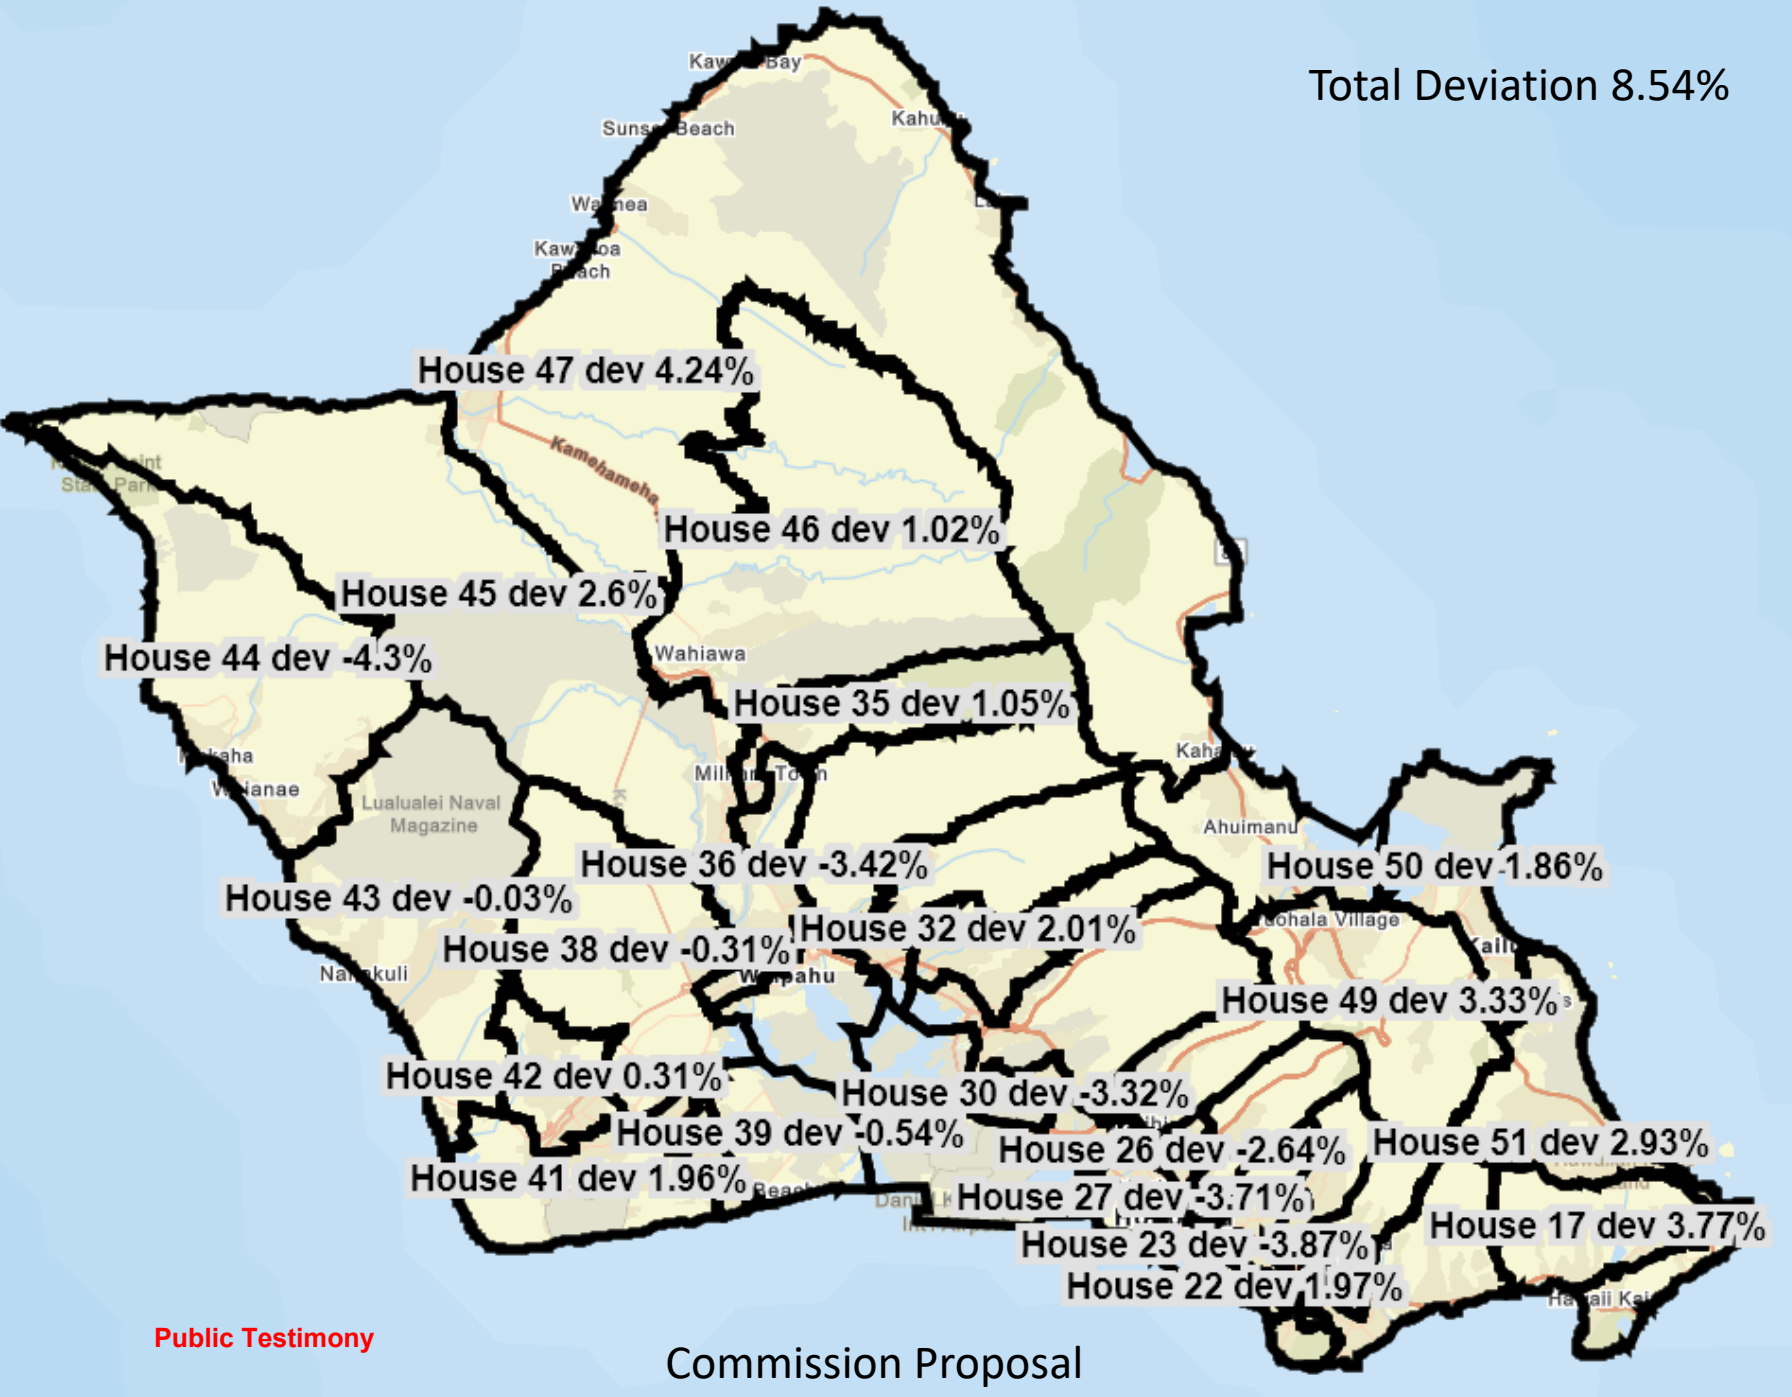 Total Deviation 8.54%
Bay
Beach
House 47 dev 4.24%
Kamehameha
House 46 dev 1.02%
House 45 dev 2.6%
House 44 dev -4.3%
Wahiawa
House 35 dev 1.05%
Lualualei Naval
Magazine
Ahuimanu
House 36 dev -3.42%
House 50 dev 1.86%
House 43 dev -0.03%
House 32 dev 2.01%
Village
House 38 dev -0.31%
House 49 dev 3.33%
House 42 dev 0.31%
House 30 dev -3.32%
House 39 dev -0.54%
House 26 dev -2.64%
House 51 dev 2.93%
House 41 dev 1.96%
House 27 dev -3.71%
House 17 dev 3.77%
House 23 dev -3.87%
House 22 dev 1.97%
Public Testimony
Commission Proposal